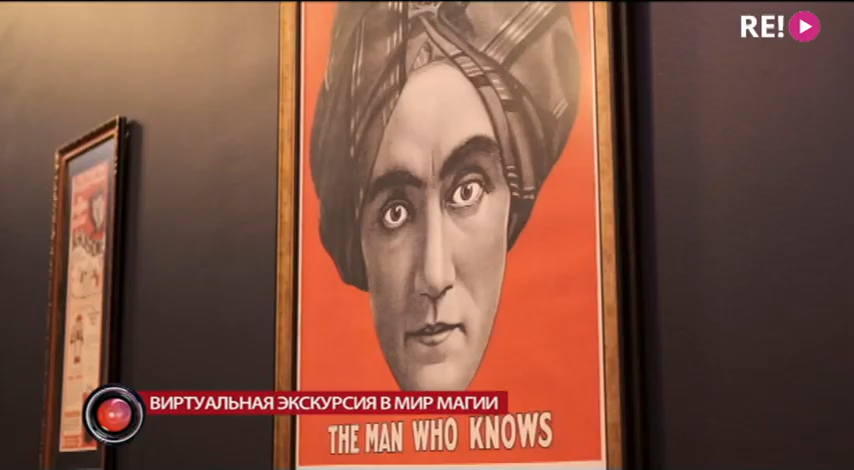 RE!
ВИРТУАЛЬНАЯ ЭКСКУРСИЯ В МИР МАГИИ
THE MAN WHO KNOWS